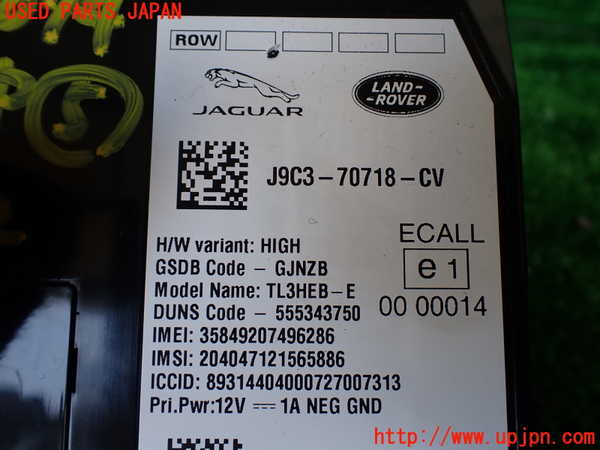 USED PARTS JAPAN
ROW
JAGUAR
LAND-
-ROVER
J9C3-70718-CV
H/W variant: HIGH
GSDB Code - GJNZB
Model Name: TL3HEB-E
DUNS Code - 555343750
IMEI: 35849207496286
IMSI: 204047121565886
ICCID: 89314404000727007313
Pri.Pwr:12V 1A NEG GND
ECALL
e1
00 00014
http://www.upjpn.com